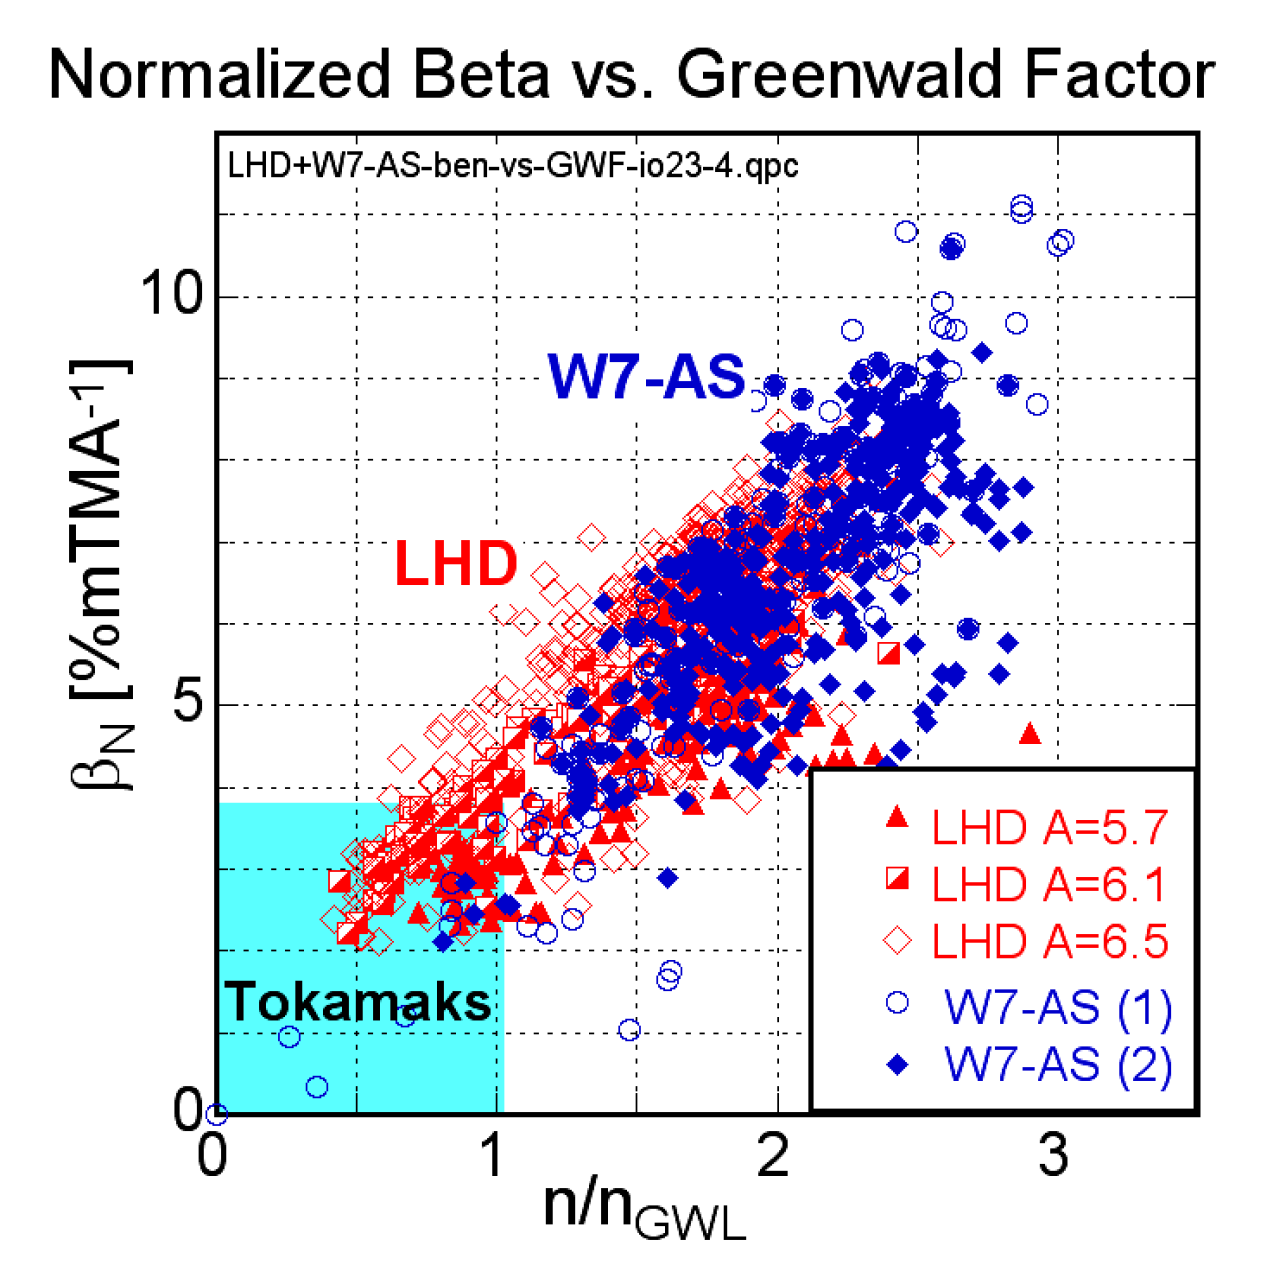 Normalized Beta vs. Greenwald Factor
LHD+W7-AS-ben-vs-GWF-io23-4.qpc
10
W7-AS
LHD
βN [%mTMA-1]
5
LHD A=5.7
LHD A=6.1
LHD A=6.5
W7-AS (1)
W7-AS (2)
Tokamaks
0
0 1 2 3
n/nGWL